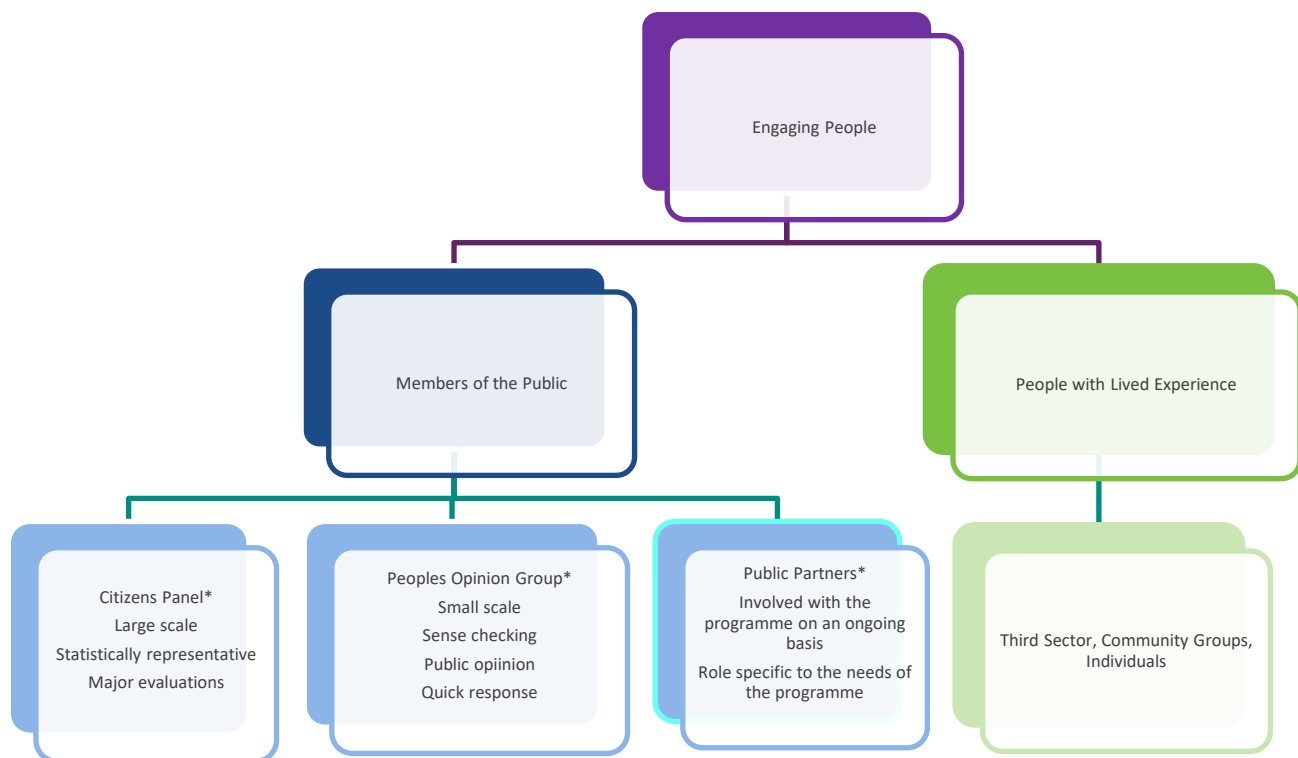 Engaging People
Members of the Public
People with Lived Experience
Citizens Panel*
Large scale
Statistically representative
Major evaluations
Peoples Opinion Group*
Small scale
Sense checking
Public opiinion
Quick response
Public Partners*
Involved with the
programme on an ongoing
basis
Role specific to the needs of
the programme
Third Sector, Community Groups,
Individuals